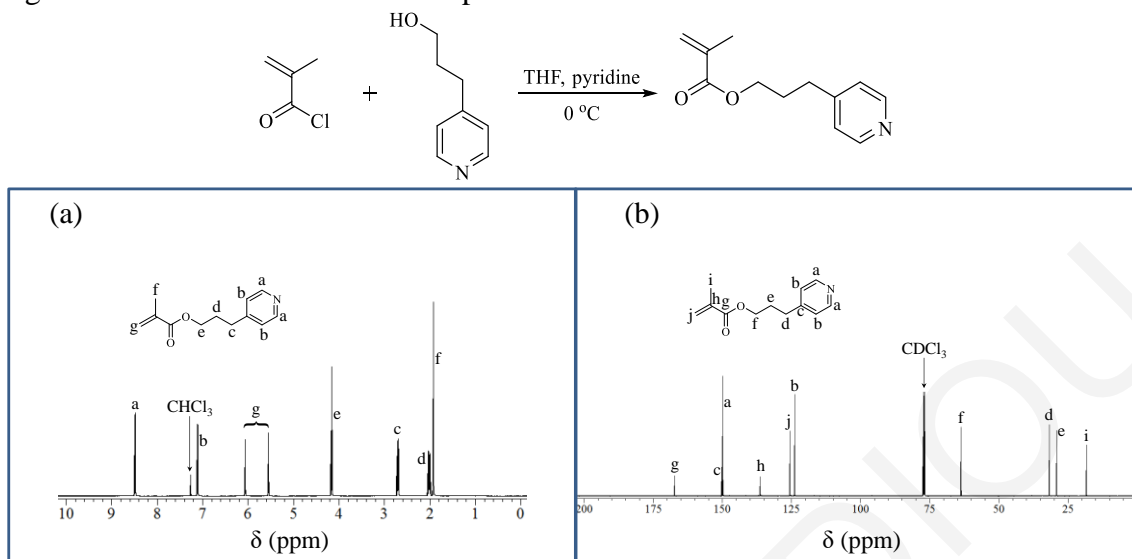 HO
O
Cl
+
N
THF, pyridine
0 °C
O
O
N
(a)
f
g
O
O
e
d
c
b
a
N
a
b
a
CHCl3
b
g
e
c
d
f
10 9 8 7 6 5 4 3 2 1 0
δ (ppm)
(b)
i
h
j
g
O
O
f
e
d
c
b
a
N
a
b
g
c
a
h
j
b
CDCl3
f
d
e
i
200 175 150 125 100 75 50 25
δ (ppm)